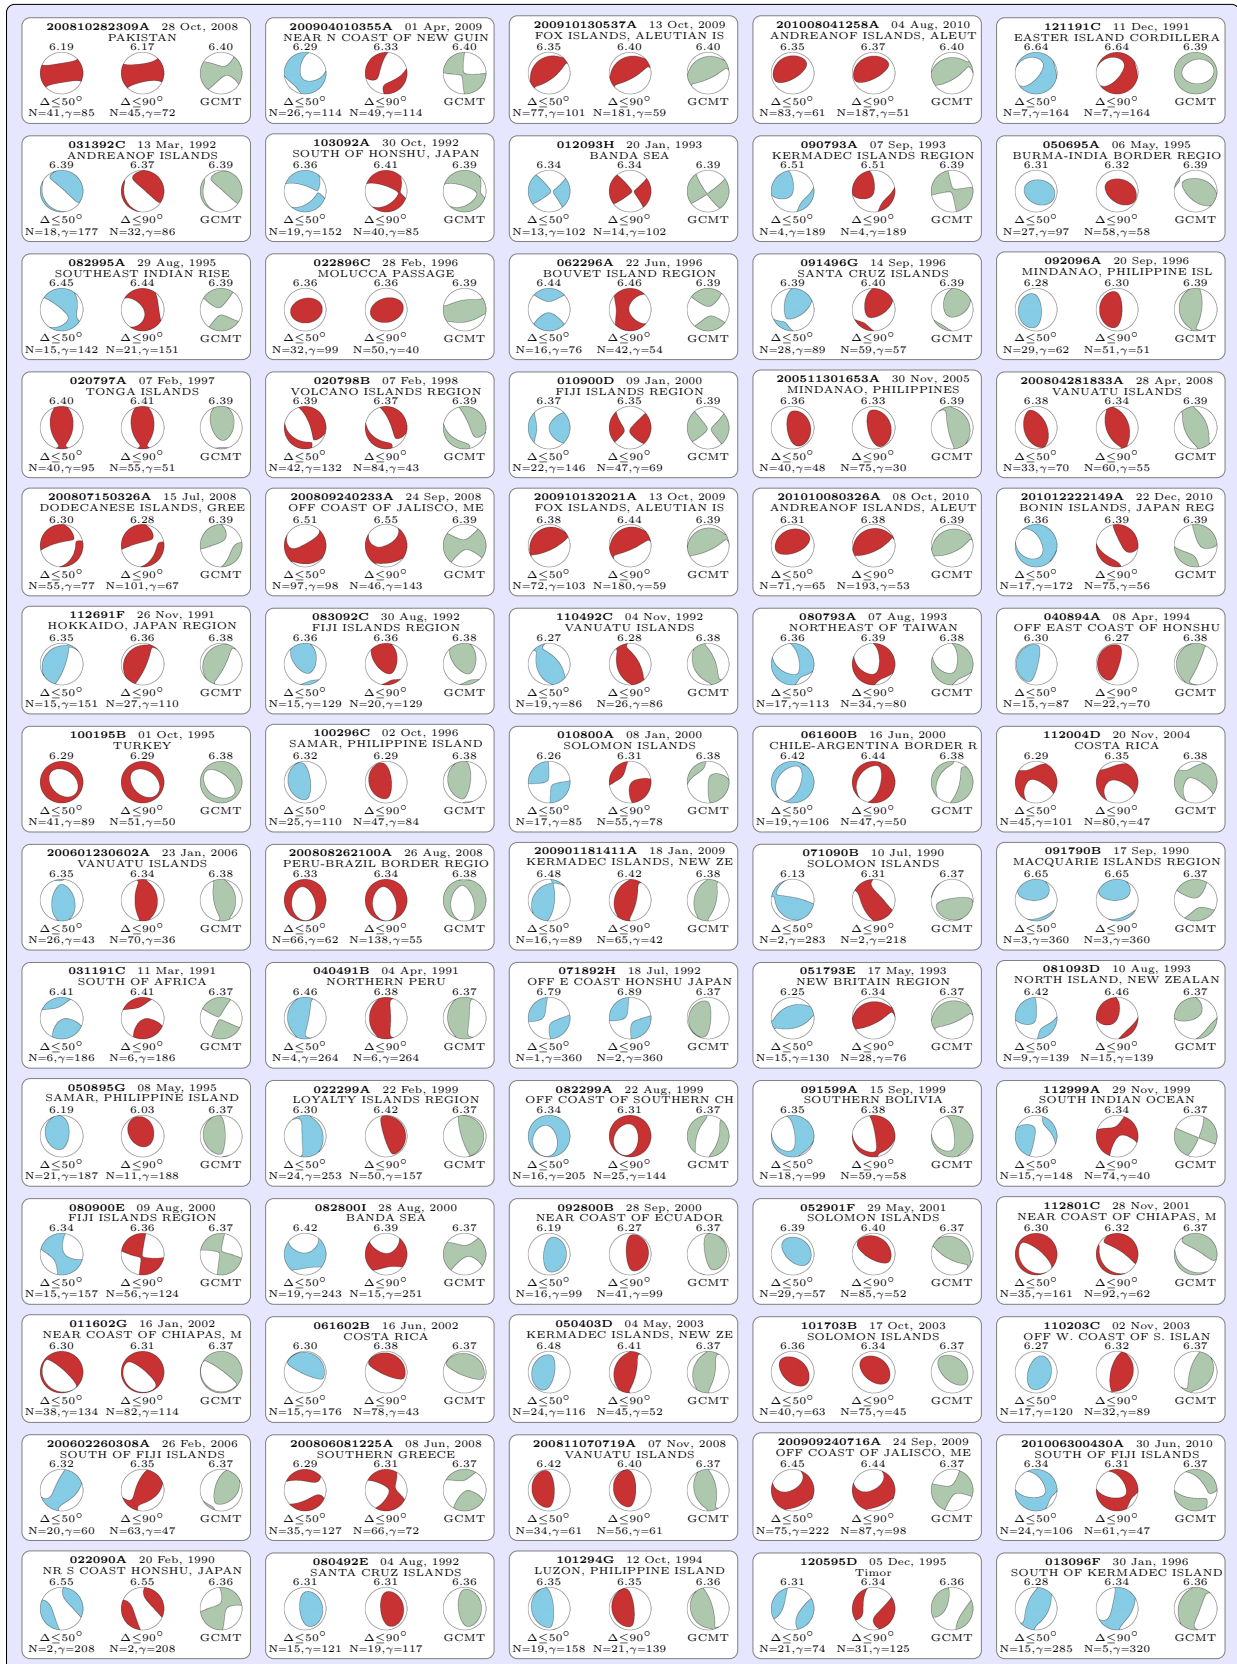 200810282309A 28 Oct, 2008
PAKISTAN
6.19 6.17 6.40
Δ≤50° Δ≤90° GCMT
N=41,γ=85 N=45,γ=72
200904010355A 01 Apr, 2009
NEAR N COAST OF NEW GUIN
6.29 6.33 6.40
Δ≤50° Δ≤90° GCMT
N=26,γ=114 N=49,γ=114
200910130537A 13 Oct, 2009
FOX ISLANDS, ALEUTIAN IS
6.35 6.40 6.40
Δ≤50° Δ≤90° GCMT
N=77,γ=101 N=181,γ=59
201008041258A 04 Aug, 2010
ANDREANOF ISLANDS, ALEUT
6.35 6.37 6.40
Δ≤50° Δ≤90° GCMT
N=83,γ=61 N=187,γ=51
121191C 11 Dec, 1991
EASTER ISLAND CORDILLERA
6.64 6.64 6.39
Δ≤50° Δ≤90° GCMT
N=7,γ=164 N=7,γ=164
031392C 13 Mar, 1992
ANDREANOF ISLANDS
6.39 6.37 6.39
Δ≤50° Δ≤90° GCMT
N=18,γ=177 N=32,γ=86
103092A 30 Oct, 1992
SOUTH OF HONSHU, JAPAN
6.36 6.41 6.39
Δ≤50° Δ≤90° GCMT
N=19,γ=152 N=40,γ=85
012093H 20 Jan, 1993
BANDA SEA
6.34 6.34 6.39
Δ≤50° Δ≤90° GCMT
N=13,γ=102 N=14,γ=102
090793A 07 Sep, 1993
KERMADEC ISLANDS REGION
6.51 6.51 6.39
Δ≤50° Δ≤90° GCMT
N=4,γ=189 N=4,γ=189
050695A 06 May, 1995
BURMA-INDIA BORDER REGIO
6.31 6.32 6.39
Δ≤50° Δ≤90° GCMT
N=27,γ=97 N=58,γ=58
082995A 29 Aug, 1995
SOUTHEAST INDIAN RISE
6.45 6.44 6.39
Δ≤50° Δ≤90° GCMT
N=15,γ=142 N=21,γ=151
022896C 28 Feb, 1996
MOLUCCA PASSAGE
6.36 6.36 6.39
Δ≤50° Δ≤90° GCMT
N=32,γ=99 N=50,γ=40
062296A 22 Jun, 1996
BOUVET ISLAND REGION
6.44 6.46 6.39
Δ≤50° Δ≤90° GCMT
N=16,γ=76 N=42,γ=54
091496G 14 Sep, 1996
SANTA CRUZ ISLANDS
6.39 6.40 6.39
Δ≤50° Δ≤90° GCMT
N=28,γ=89 N=59,γ=57
092096A 20 Sep, 1996
MINDANAO, PHILIPPINE ISL
6.28 6.30 6.39
Δ≤50° Δ≤90° GCMT
N=29,γ=62 N=51,γ=51
020797A 07 Feb, 1997
TONGA ISLANDS
6.40 6.41 6.39
Δ≤50° Δ≤90° GCMT
N=40,γ=95 N=55,γ=51
020798B 07 Feb, 1998
VOLCANO ISLANDS REGION
6.39 6.37 6.39
Δ≤50° Δ≤90° GCMT
N=42,γ=132 N=84,γ=43
010900D 09 Jan, 2000
FIJI ISLANDS REGION
6.37 6.35 6.39
Δ≤50° Δ≤90° GCMT
N=22,γ=146 N=47,γ=69
200511301653A 30 Nov, 2005
MINDANAO, PHILIPPINES
6.36 6.33 6.39
Δ≤50° Δ≤90° GCMT
N=40,γ=48 N=75,γ=30
200804281833A 28 Apr, 2008
VANUATU ISLANDS
6.38 6.34 6.39
Δ≤50° Δ≤90° GCMT
N=33,γ=70 N=60,γ=55
200807150326A 15 Jul, 2008
DODECANESE ISLANDS, GREE
6.30 6.28 6.39
Δ≤50° Δ≤90° GCMT
N=55,γ=77 N=101,γ=67
200809240233A 24 Sep, 2008
OFF COAST OF JALISCO, ME
6.51 6.55 6.39
Δ≤50° Δ≤90° GCMT
N=97,γ=98 N=46,γ=143
200910132021A 13 Oct, 2009
FOX ISLANDS, ALEUTIAN IS
6.38 6.44 6.39
Δ≤50° Δ≤90° GCMT
N=72,γ=103 N=180,γ=59
201010080326A 08 Oct, 2010
ANDREANOF ISLANDS, ALEUT
6.31 6.38 6.39
Δ≤50° Δ≤90° GCMT
N=71,γ=65 N=193,γ=53
201012222149A 22 Dec, 2010
BONIN ISLANDS, JAPAN REG
6.36 6.39 6.39
Δ≤50° Δ≤90° GCMT
N=17,γ=172 N=75,γ=56
112691F 26 Nov, 1991
HOKKAIDO, JAPAN REGION
6.35 6.36 6.38
Δ≤50° Δ≤90° GCMT
N=15,γ=151 N=27,γ=110
083092C 30 Aug, 1992
FIJI ISLANDS REGION
6.36 6.36 6.38
Δ≤50° Δ≤90° GCMT
N=15,γ=129 N=20,γ=129
110492C 04 Nov, 1992
VANUATU ISLANDS
6.27 6.28 6.38
Δ≤50° Δ≤90° GCMT
N=19,γ=86 N=26,γ=86
080793A 07 Aug, 1993
NORTHEAST OF TAIWAN
6.36 6.39 6.38
Δ≤50° Δ≤90° GCMT
N=17,γ=113 N=34,γ=80
040894A 08 Apr, 1994
OFF EAST COAST OF HONSHU
6.30 6.27 6.38
Δ≤50° Δ≤90° GCMT
N=15,γ=87 N=22,γ=70
100195B 01 Oct, 1995
TURKEY
6.29 6.29 6.38
Δ≤50° Δ≤90° GCMT
N=41,γ=89 N=51,γ=50
100296C 02 Oct, 1996
SAMAR, PHILIPPINE ISLAND
6.32 6.29 6.38
Δ≤50° Δ≤90° GCMT
N=25,γ=110 N=47,γ=84
010800A 08 Jan, 2000
SOLOMON ISLANDS
6.26 6.31 6.38
Δ≤50° Δ≤90° GCMT
N=17,γ=85 N=55,γ=78
061600B 16 Jun, 2000
CHILE-ARGENTINA BORDER R
6.42 6.44 6.38
Δ≤50° Δ≤90° GCMT
N=19,γ=106 N=47,γ=50
112004D 20 Nov, 2004
COSTA RICA
6.29 6.35 6.38
Δ≤50° Δ≤90° GCMT
N=45,γ=101 N=80,γ=47
200601230602A 23 Jan, 2006
VANUATU ISLANDS
6.35 6.34 6.38
Δ≤50° Δ≤90° GCMT
N=26,γ=43 N=70,γ=36
200808262100A 26 Aug, 2008
PERU-BRAZIL BORDER REGIO
6.33 6.34 6.38
Δ≤50° Δ≤90° GCMT
N=66,γ=62 N=138,γ=55
200901181411A 18 Jan, 2009
KERMADEC ISLANDS, NEW ZE
6.48 6.42 6.38
Δ≤50° Δ≤90° GCMT
N=16,γ=89 N=65,γ=42
071090B 10 Jul, 1990
SOLOMON ISLANDS
6.13 6.31 6.37
Δ≤50° Δ≤90° GCMT
N=2,γ=283 N=2,γ=218
091790B 17 Sep, 1990
MACQUARIE ISLANDS REGION
6.65 6.65 6.37
Δ≤50° Δ≤90° GCMT
N=3,γ=360 N=3,γ=360
031191C 11 Mar, 1991
SOUTH OF AFRICA
6.41 6.41 6.37
Δ≤50° Δ≤90° GCMT
N=6,γ=186 N=6,γ=186
040491B 04 Apr, 1991
NORTHERN PERU
6.46 6.38 6.37
Δ≤50° Δ≤90° GCMT
N=4,γ=264 N=6,γ=264
071892H 18 Jul, 1992
OFF E COAST HONSHU JAPAN
6.79 6.89 6.37
Δ≤50° Δ≤90° GCMT
N=1,γ=360 N=2,γ=360
051793E 17 May, 1993
NEW BRITAIN REGION
6.25 6.34 6.37
Δ≤50° Δ≤90° GCMT
N=15,γ=130 N=28,γ=76
081093D 10 Aug, 1993
NORTH ISLAND, NEW ZEALAN
6.42 6.46 6.37
Δ≤50° Δ≤90° GCMT
N=9,γ=139 N=15,γ=139
050895G 08 May, 1995
SAMAR, PHILIPPINE ISLAND
6.19 6.03 6.37
Δ≤50° Δ≤90° GCMT
N=21,γ=187 N=11,γ=188
022299A 22 Feb, 1999
LOYALTY ISLANDS REGION
6.30 6.42 6.37
Δ≤50° Δ≤90° GCMT
N=24,γ=253 N=50,γ=157
082299A 22 Aug, 1999
OFF COAST OF SOUTHERN CH
6.34 6.31 6.37
Δ≤50° Δ≤90° GCMT
N=16,γ=205 N=25,γ=144
091599A 15 Sep, 1999
SOUTHERN BOLIVIA
6.35 6.38 6.37
Δ≤50° Δ≤90° GCMT
N=18,γ=99 N=59,γ=58
112999A 29 Nov, 1999
SOUTH INDIAN OCEAN
6.36 6.34 6.37
Δ≤50° Δ≤90° GCMT
N=15,γ=148 N=74,γ=40
080900E 09 Aug, 2000
FIJI ISLANDS REGION
6.34 6.36 6.37
Δ≤50° Δ≤90° GCMT
N=15,γ=157 N=56,γ=124
082800I 28 Aug, 2000
BANDA SEA
6.42 6.39 6.37
Δ≤50° Δ≤90° GCMT
N=19,γ=243 N=15,γ=251
092800B 28 Sep, 2000
NEAR COAST OF ECUADOR
6.19 6.27 6.37
Δ≤50° Δ≤90° GCMT
N=16,γ=99 N=41,γ=99
052901F 29 May, 2001
SOLOMON ISLANDS
6.39 6.40 6.37
Δ≤50° Δ≤90° GCMT
N=29,γ=57 N=85,γ=52
112801C 28 Nov, 2001
NEAR COAST OF CHIAPAS, M
6.30 6.32 6.37
Δ≤50° Δ≤90° GCMT
N=35,γ=161 N=92,γ=62
011602G 16 Jan, 2002
NEAR COAST OF CHIAPAS, M
6.30 6.31 6.37
Δ≤50° Δ≤90° GCMT
N=38,γ=134 N=82,γ=114
061602B 16 Jun, 2002
COSTA RICA
6.30 6.38 6.37
Δ≤50° Δ≤90° GCMT
N=15,γ=176 N=78,γ=43
050403D 04 May, 2003
KERMADEC ISLANDS, NEW ZE
6.48 6.41 6.37
Δ≤50° Δ≤90° GCMT
N=24,γ=116 N=45,γ=52
101703B 17 Oct, 2003
SOLOMON ISLANDS
6.36 6.34 6.37
Δ≤50° Δ≤90° GCMT
N=40,γ=63 N=75,γ=45
110203C 02 Nov, 2003
OFF W. COAST OF S. ISLAN
6.27 6.32 6.37
Δ≤50° Δ≤90° GCMT
N=17,γ=120 N=32,γ=89
200602260308A 26 Feb, 2006
SOUTH OF FIJI ISLANDS
6.32 6.35 6.37
Δ≤50° Δ≤90° GCMT
N=20,γ=60 N=63,γ=47
200806081225A 08 Jun, 2008
SOUTHERN GREECE
6.29 6.31 6.37
Δ≤50° Δ≤90° GCMT
N=35,γ=127 N=66,γ=72
200811070719A 07 Nov, 2008
VANUATU ISLANDS
6.42 6.40 6.37
Δ≤50° Δ≤90° GCMT
N=34,γ=61 N=56,γ=61
200909240716A 24 Sep, 2009
OFF COAST OF JALISCO, ME
6.45 6.44 6.37
Δ≤50° Δ≤90° GCMT
N=75,γ=222 N=87,γ=98
201006300430A 30 Jun, 2010
SOUTH OF FIJI ISLANDS
6.34 6.31 6.37
Δ≤50° Δ≤90° GCMT
N=24,γ=106 N=61,γ=47
022090A 20 Feb, 1990
NR S COAST HONSHU, JAPAN
6.55 6.55 6.36
Δ≤50° Δ≤90° GCMT
N=2,γ=208 N=2,γ=208
080492E 04 Aug, 1992
SANTA CRUZ ISLANDS
6.31 6.31 6.36
Δ≤50° Δ≤90° GCMT
N=15,γ=121 N=19,γ=117
101294G 12 Oct, 1994
LUZON, PHILIPPINE ISLAND
6.35 6.35 6.36
Δ≤50° Δ≤90° GCMT
N=19,γ=158 N=21,γ=139
120595D 05 Dec, 1995
Timor
6.31 6.34 6.36
Δ≤50° Δ≤90° GCMT
N=21,γ=74 N=31,γ=125
013096F 30 Jan, 1996
SOUTH OF KERMADEC ISLAND
6.28 6.34 6.36
Δ≤50° Δ≤90° GCMT
N=15,γ=285 N=5,γ=320